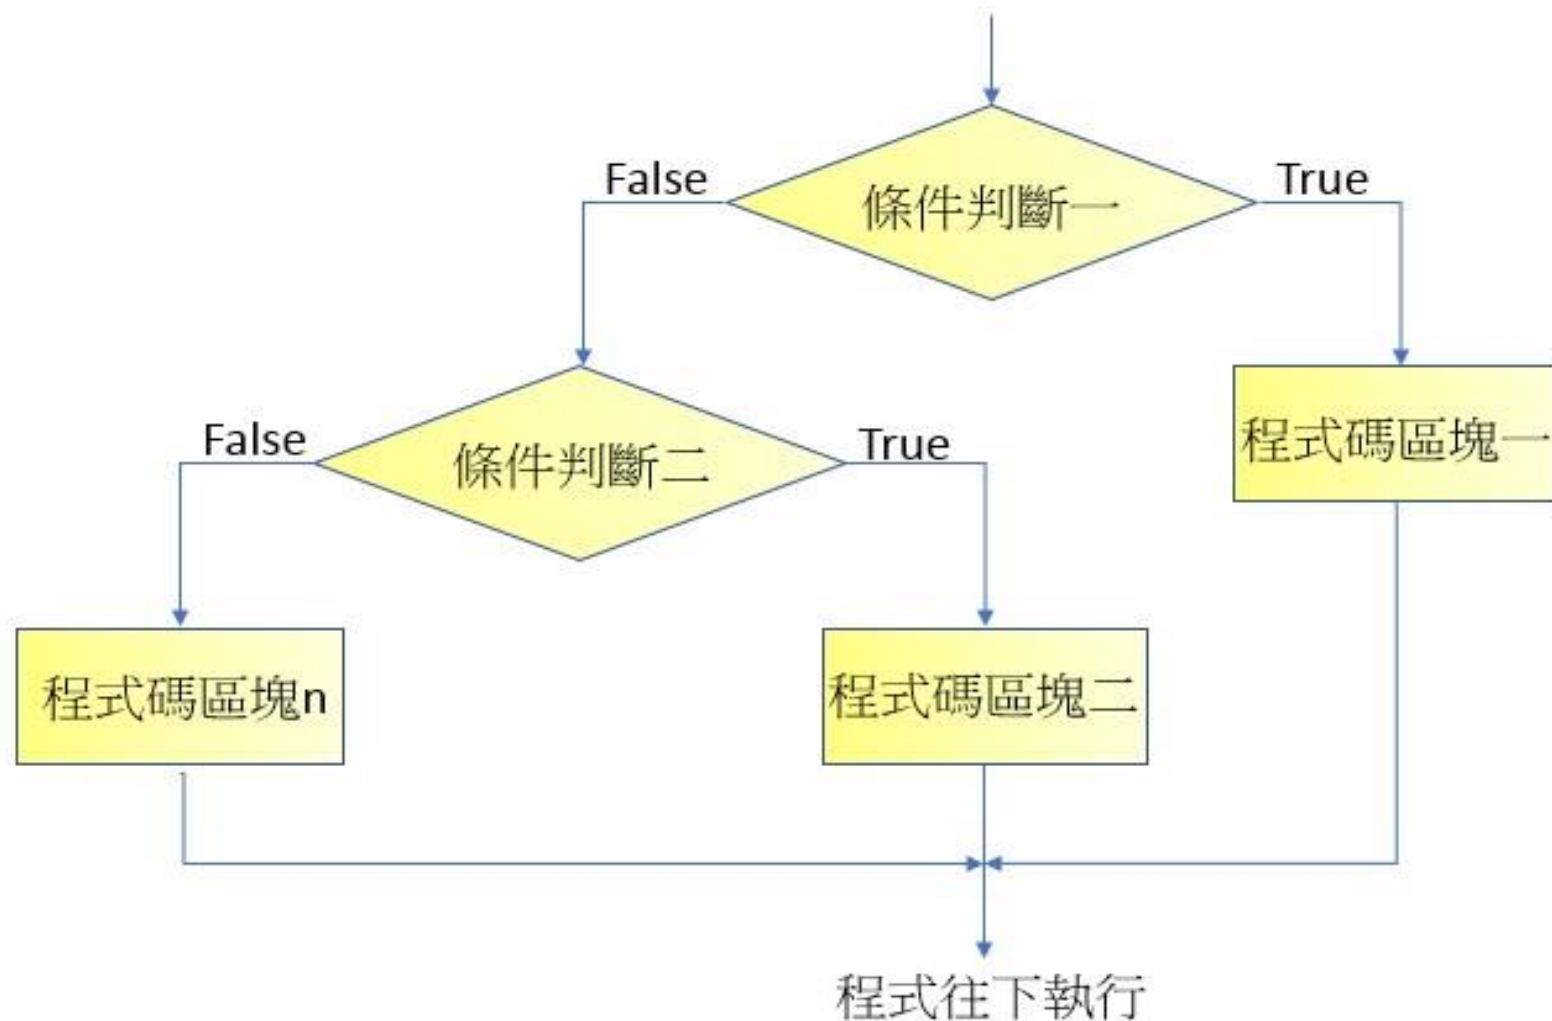 False
條件判斷一
True
False
條件判斷二
True
程式碼區塊一
程式碼區塊n
程式碼區塊二
程式往下執行